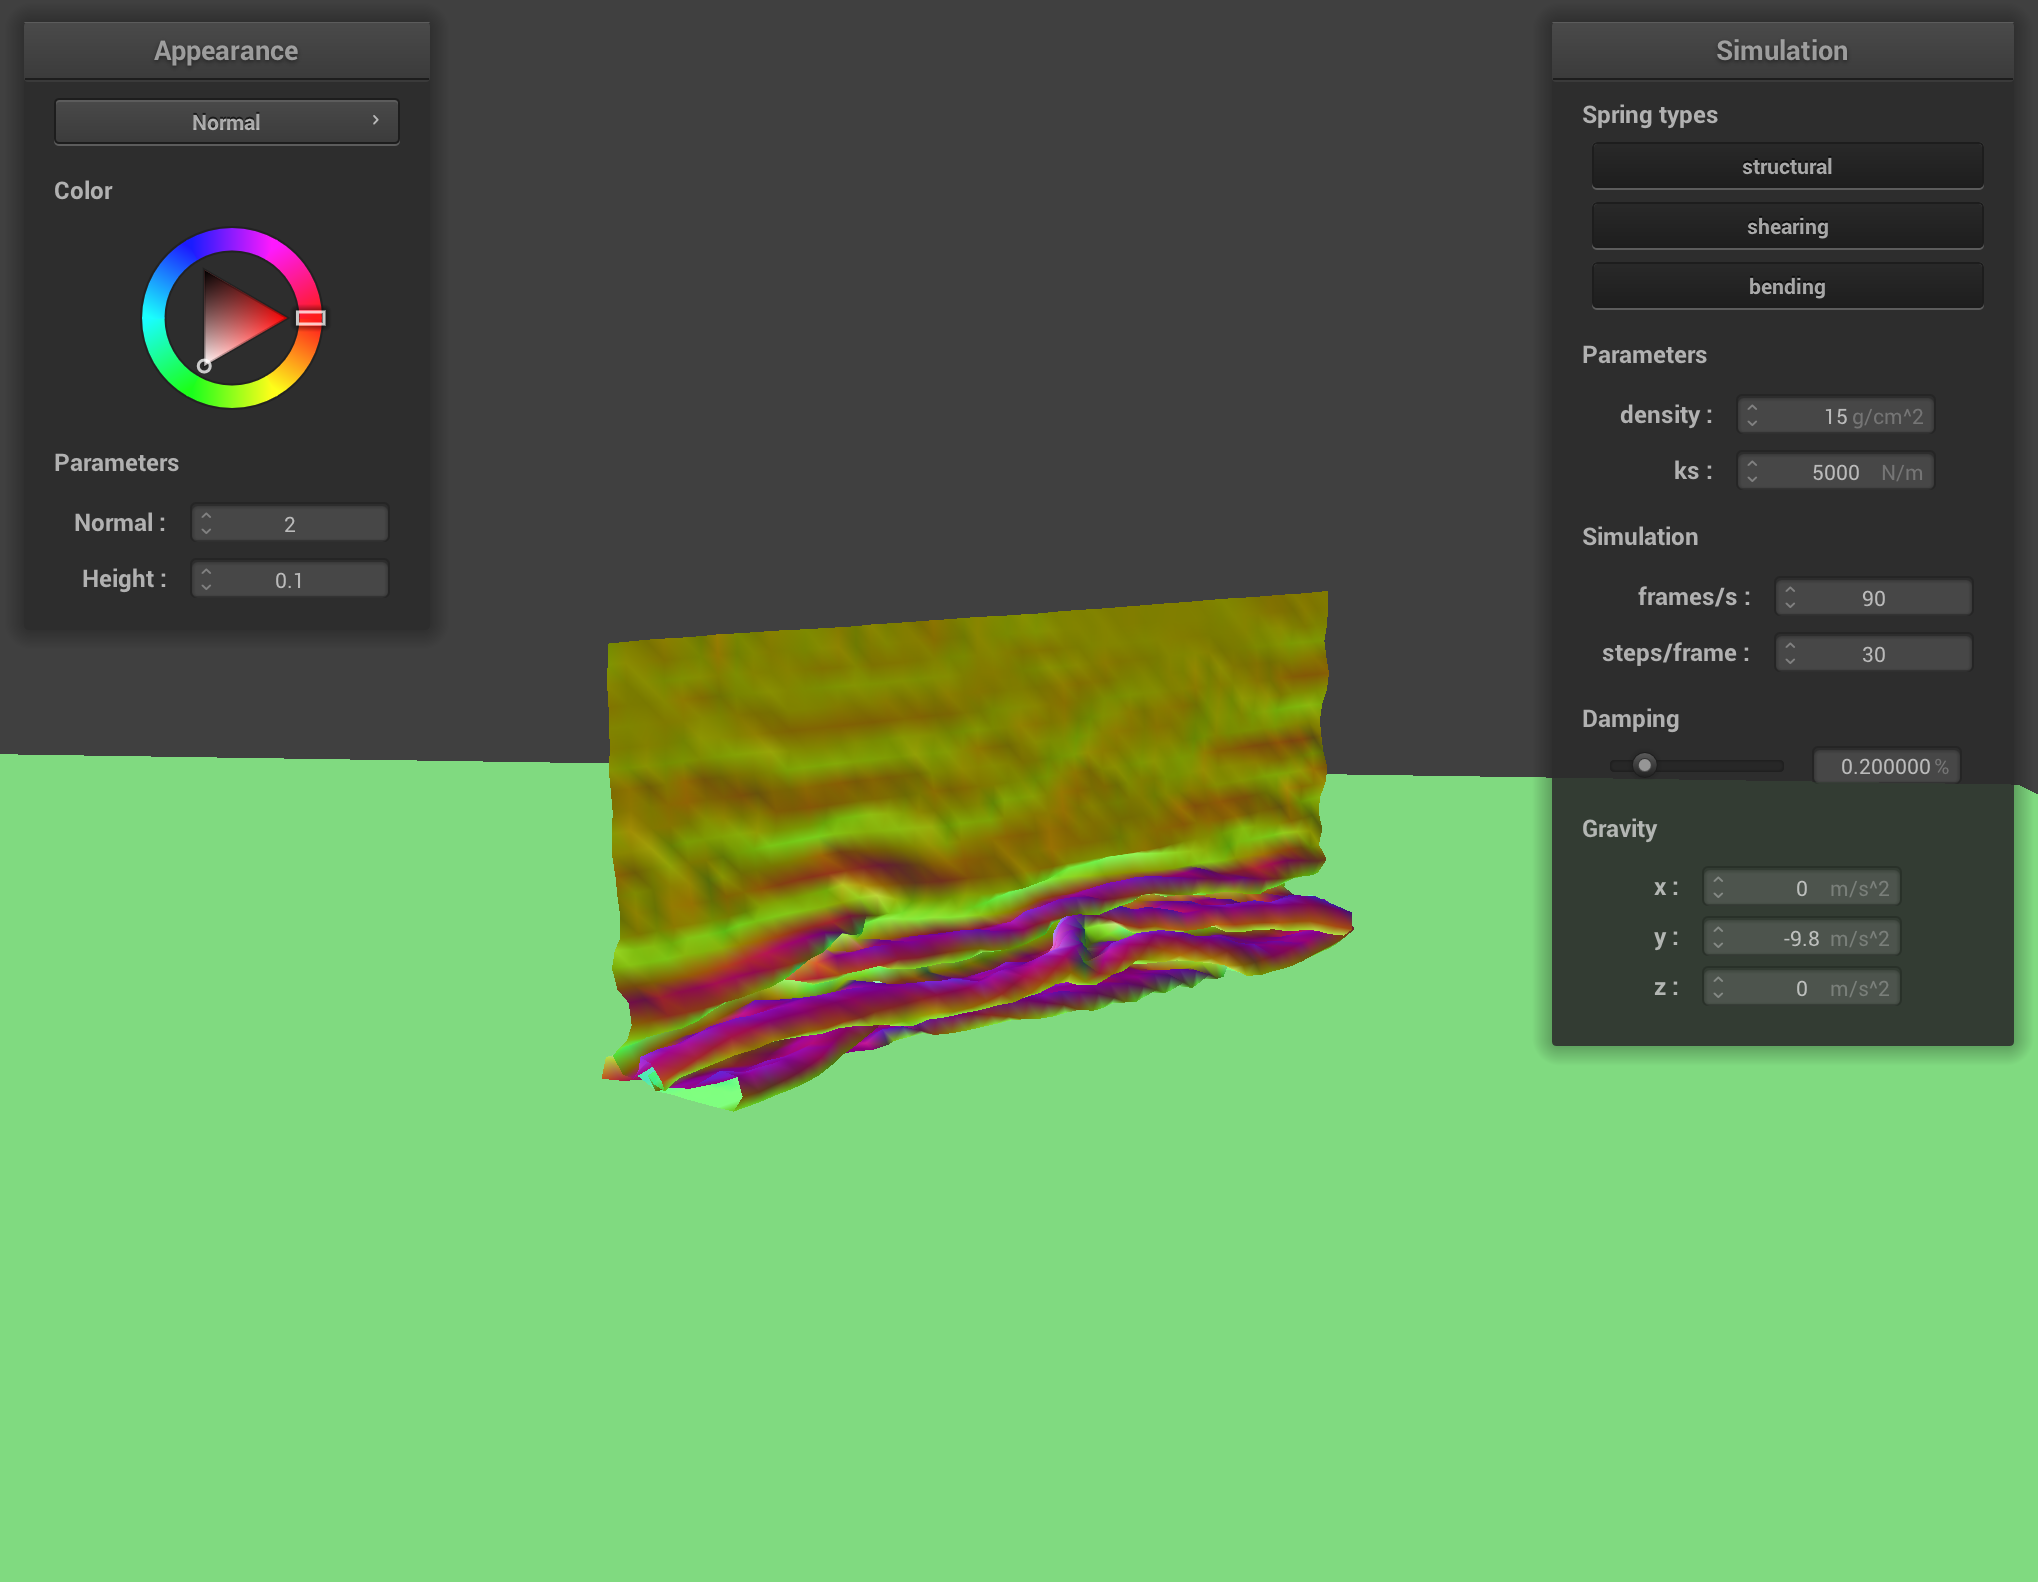 Appearance
Normal
Color
Parameters
Normal : 2
Height : 0.1
Simulation
Spring types
structural
shearing
bending
Parameters
density : 15 g/cm^2
ks : 5000 N/m
Simulation
frames/s : 90
steps/frame : 30
Damping
0.200000 %
Gravity
x : 0 m/s^2
y : -9.8 m/s^2
z : 0 m/s^2